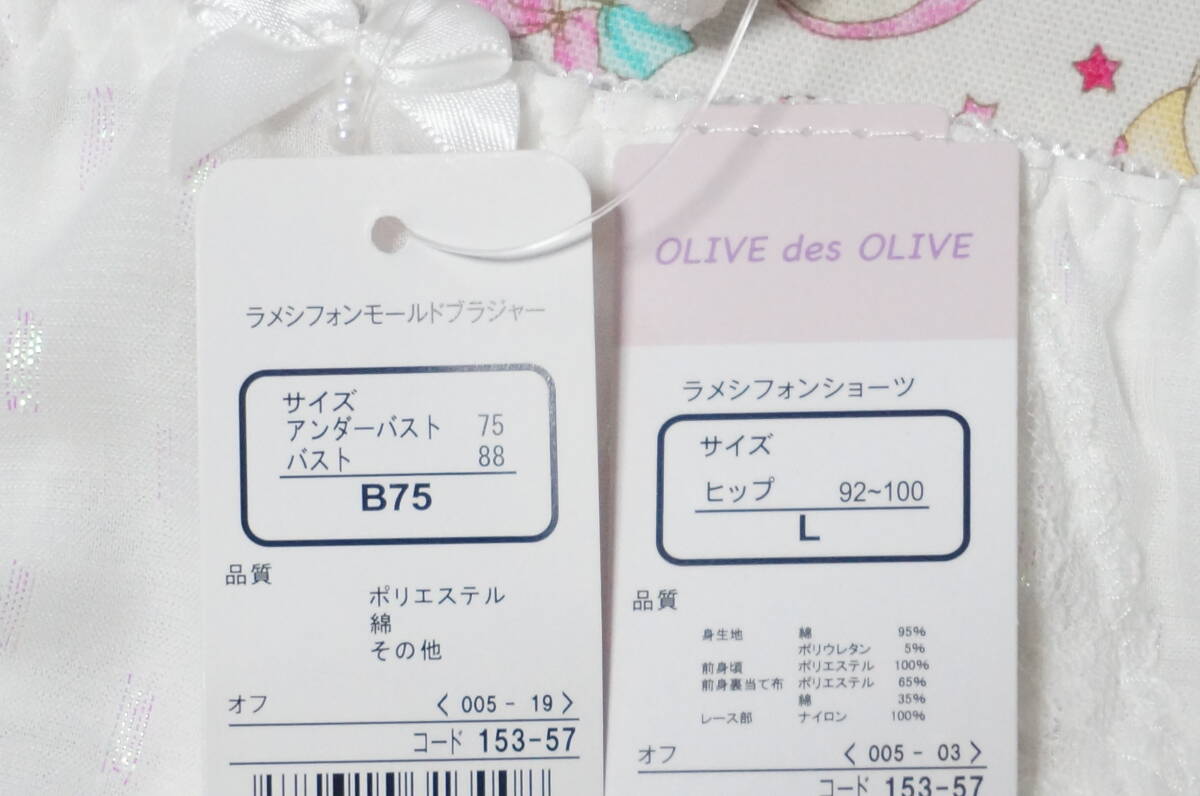 ラメシフォンモールドブラジャー
サイズ
アンダーバスト 75
バスト 88
B75
品質
ポリエステル
綿
その他
オフ 〈 005 - 19 〉
コード 153-57
OLIVE des OLIVE
ラメシフォンショーツ
サイズ
ヒップ 92~100
L
品質
身生地 綿 95%
ポリウレタン 5%
前身頃 ポリエステル 100%
前身裏当て布 ポリエステル 65%
綿 35%
レース部 ナイロン 100%
オフ 〈 005 - 03 〉
コード 153-57